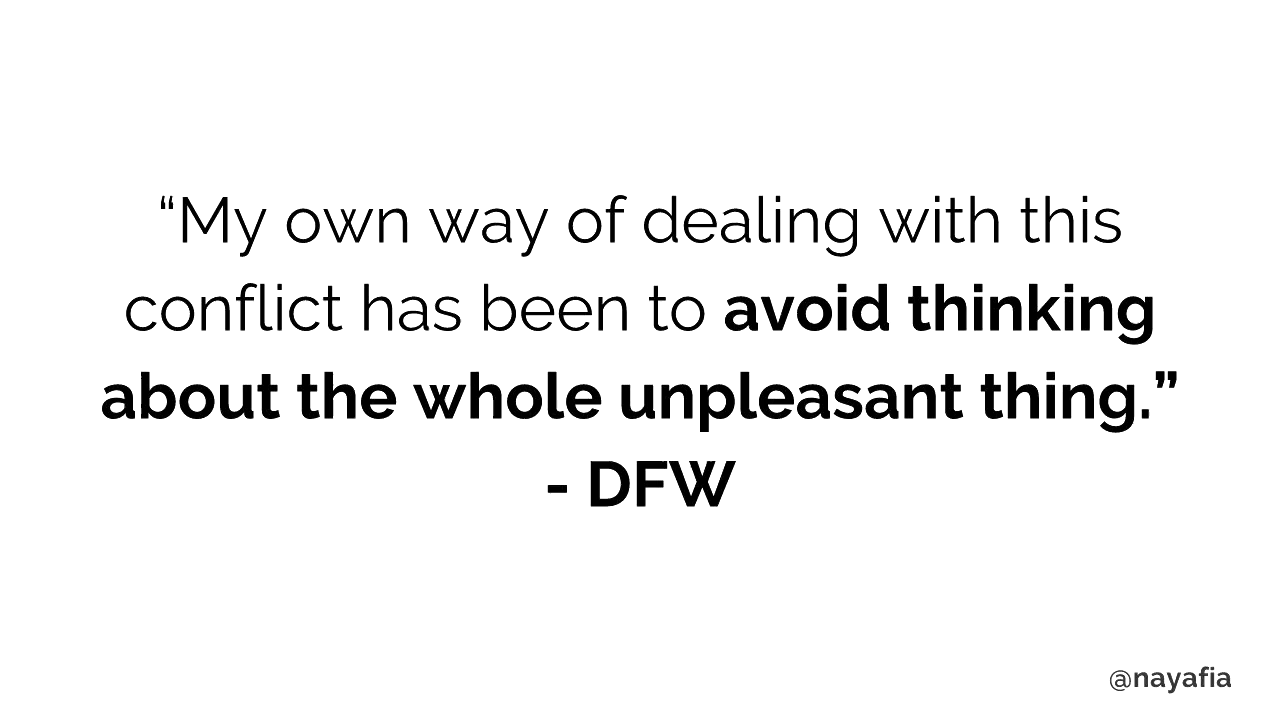 “My own way of dealing with this
conflict has been to avoid thinking
about the whole unpleasant thing.”
- DFW
@nayafia